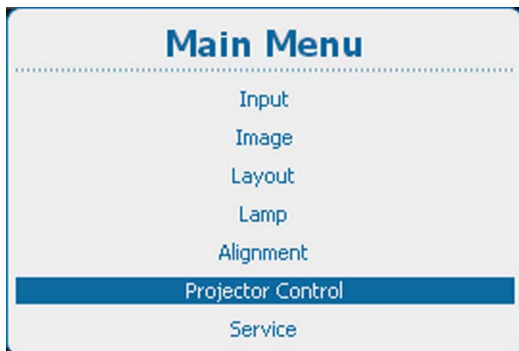 Main Menu
Input
Image
Layout
Lamp
Alignment
Projector Control
Service